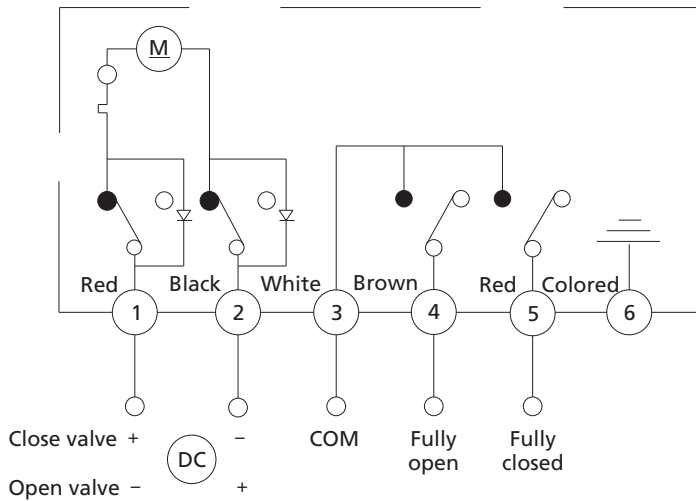 M
Red Black White Brown Red Colored
1 2 3 4 5 6
Close valve + − COM Fully open Fully closed
DC
Open valve − +